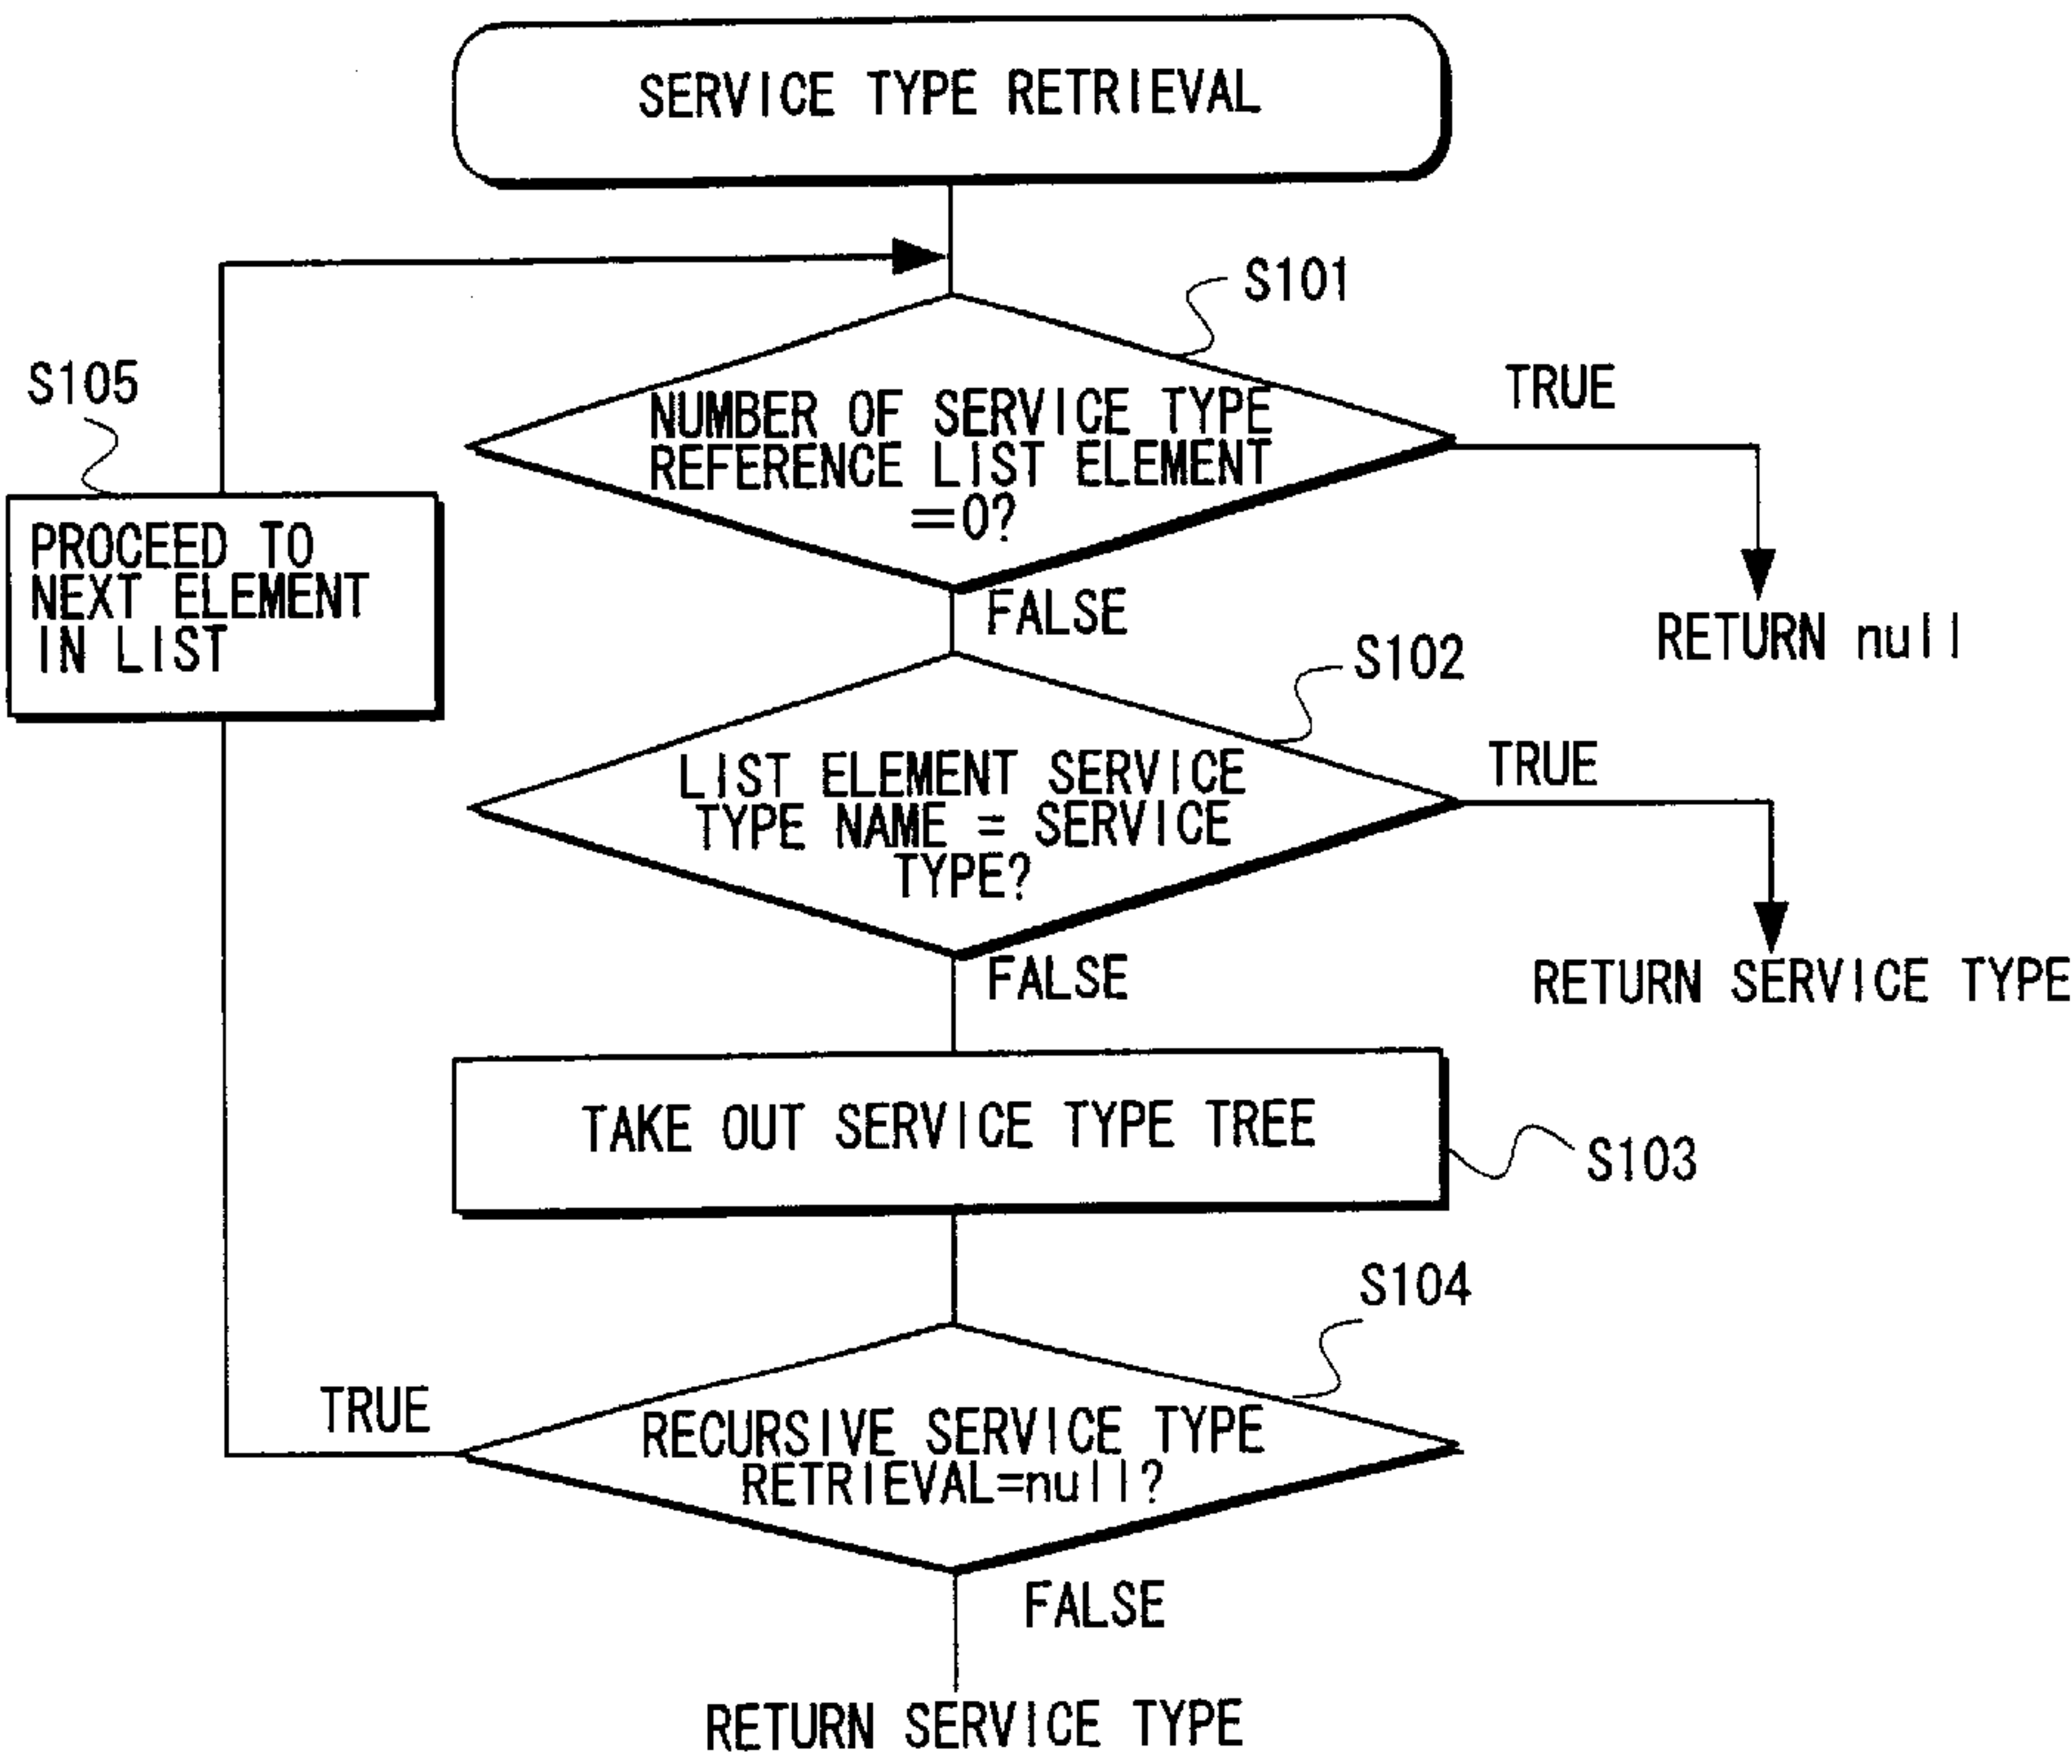 SERVICE TYPE RETRIEVAL
S101
S105
TRUE
NUMBER OF SERVICE TYPE
REFERENCE LIST ELEMENT
=0?
PROCEED TO
NEXT ELEMENT
IN LIST
FALSE
RETURN null
S102
TRUE
LIST ELEMENT SERVICE
TYPE NAME = SERVICE
TYPE?
FALSE
RETURN SERVICE TYPE
TAKE OUT SERVICE TYPE TREE
S103
S104
TRUE
RECURSIVE SERVICE TYPE
RETRIEVAL=null?
FALSE
RETURN SERVICE TYPE